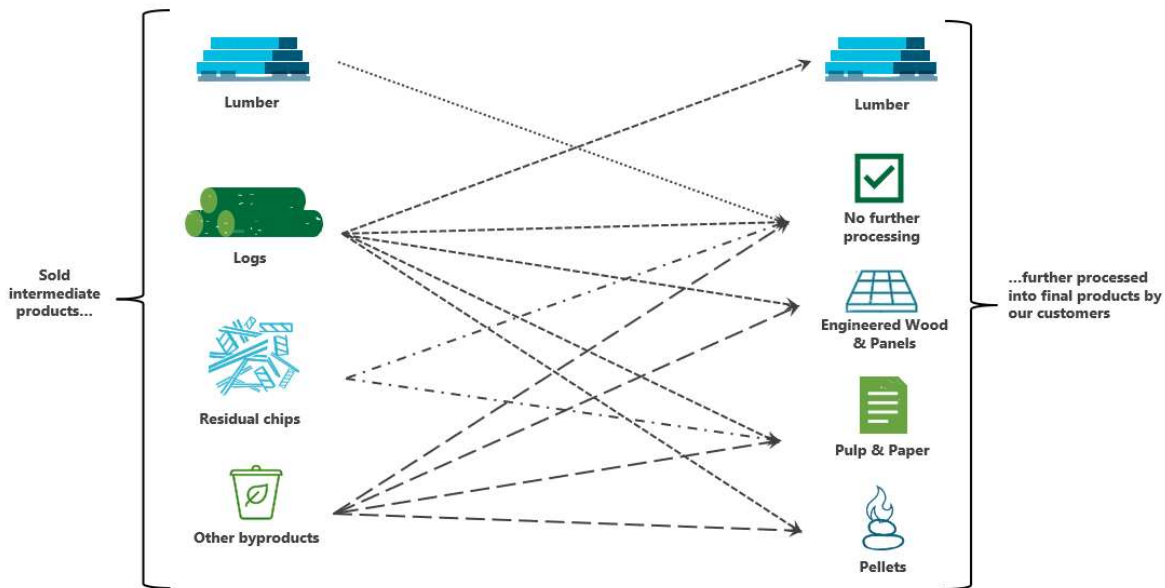 Sold
intermediate
products...
Lumber
Logs
Residual chips
Other byproducts
Lumber
No further
processing
Engineered Wood
& Panels
Pulp & Paper
Pellets
...further processed
into final products by
our customers